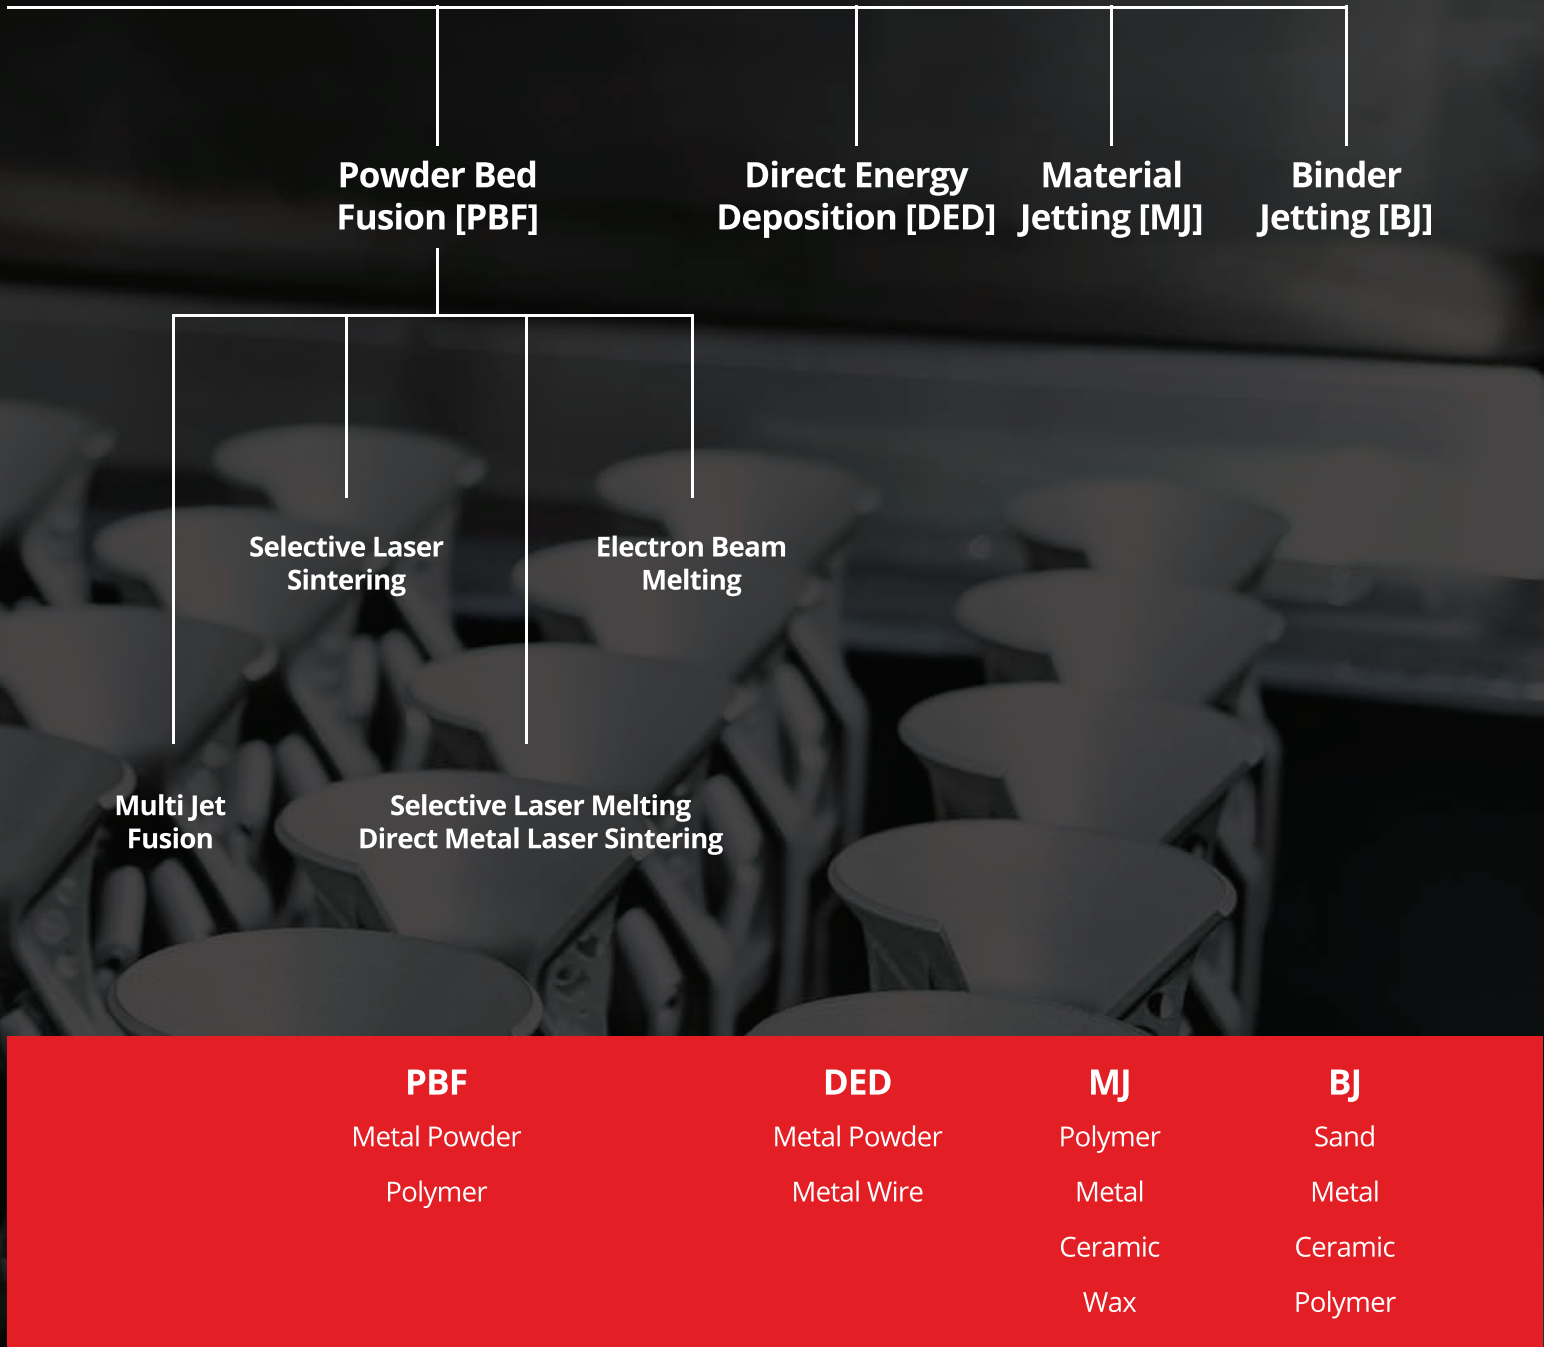 Powder Bed
Fusion [PBF]
Direct Energy
Deposition [DED]
Material
Jetting [MJ]
Binder
Jetting [BJ]
Selective Laser
Sintering
Electron Beam
Melting
Multi Jet
Fusion
Selective Laser Melting
Direct Metal Laser Sintering
PBF
Metal Powder
Polymer
DED
Metal Powder
Metal Wire
MJ
Polymer
Metal
Ceramic
Wax
BJ
Sand
Metal
Ceramic
Polymer